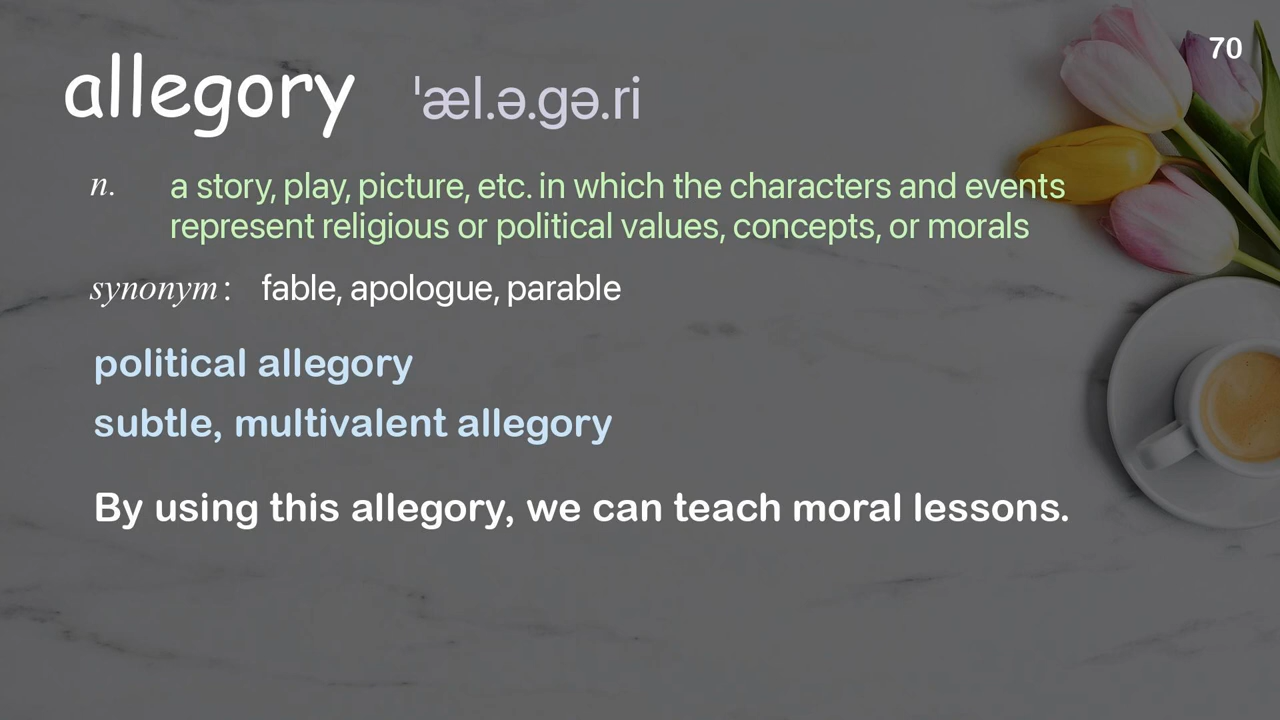 70
allegory ˈæl.ə.gə.ri
n. a story, play, picture, etc. in which the characters and events
represent religious or political values, concepts, or morals
synonym : fable, apologue, parable
political allegory
subtle, multivalent allegory
By using this allegory, we can teach moral lessons.